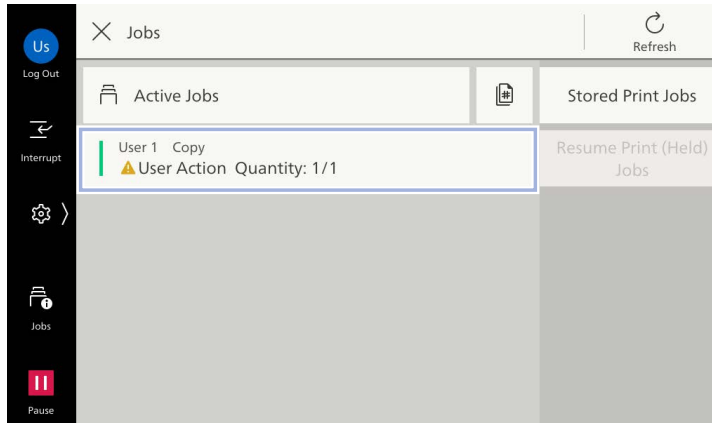 Us
Log Out
Interrupt
Jobs
Pause
Jobs
Refresh
Active Jobs
#
Stored Print Jobs
User 1 Copy
User Action Quantity: 1/1
Resume Print (Held)
Jobs